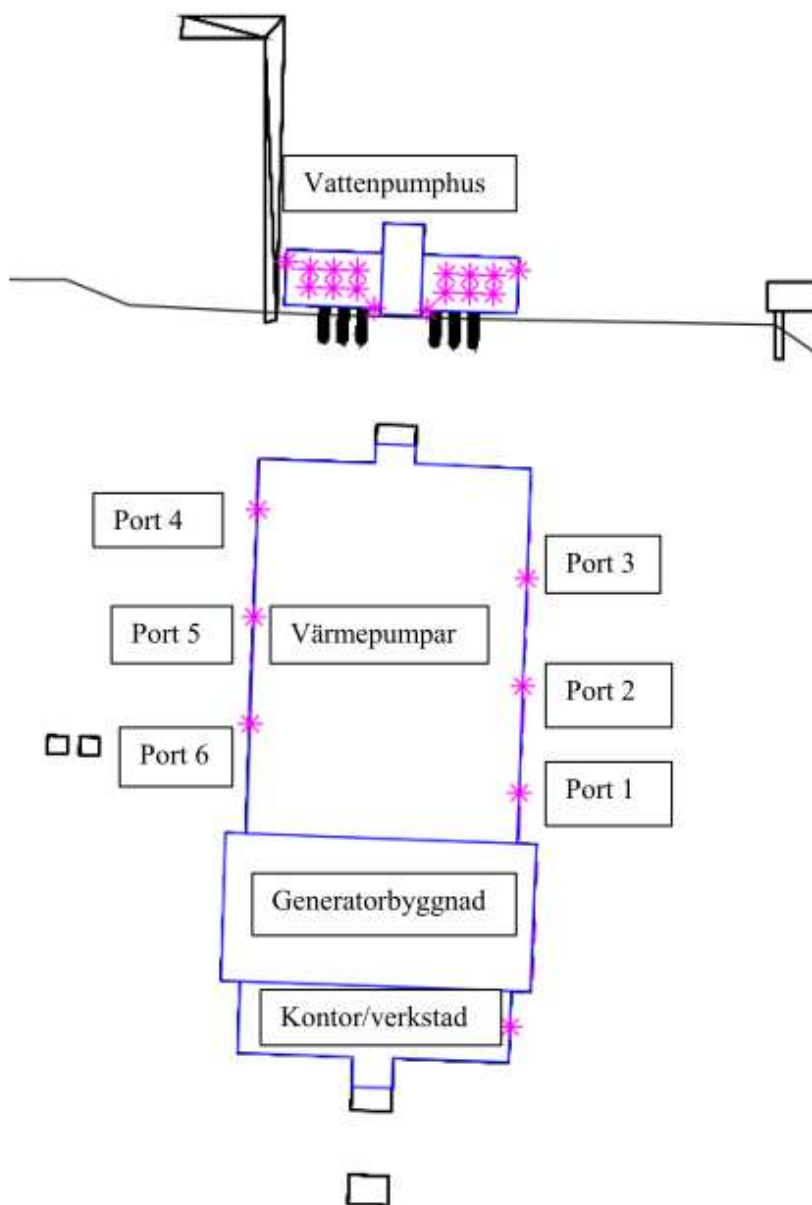 Vattenpumphus
Port 4
Port 3
Port 5
Värmepumpar
Port 2
Port 6
Port 1
Generatorbyggnad
Kontor/verkstad